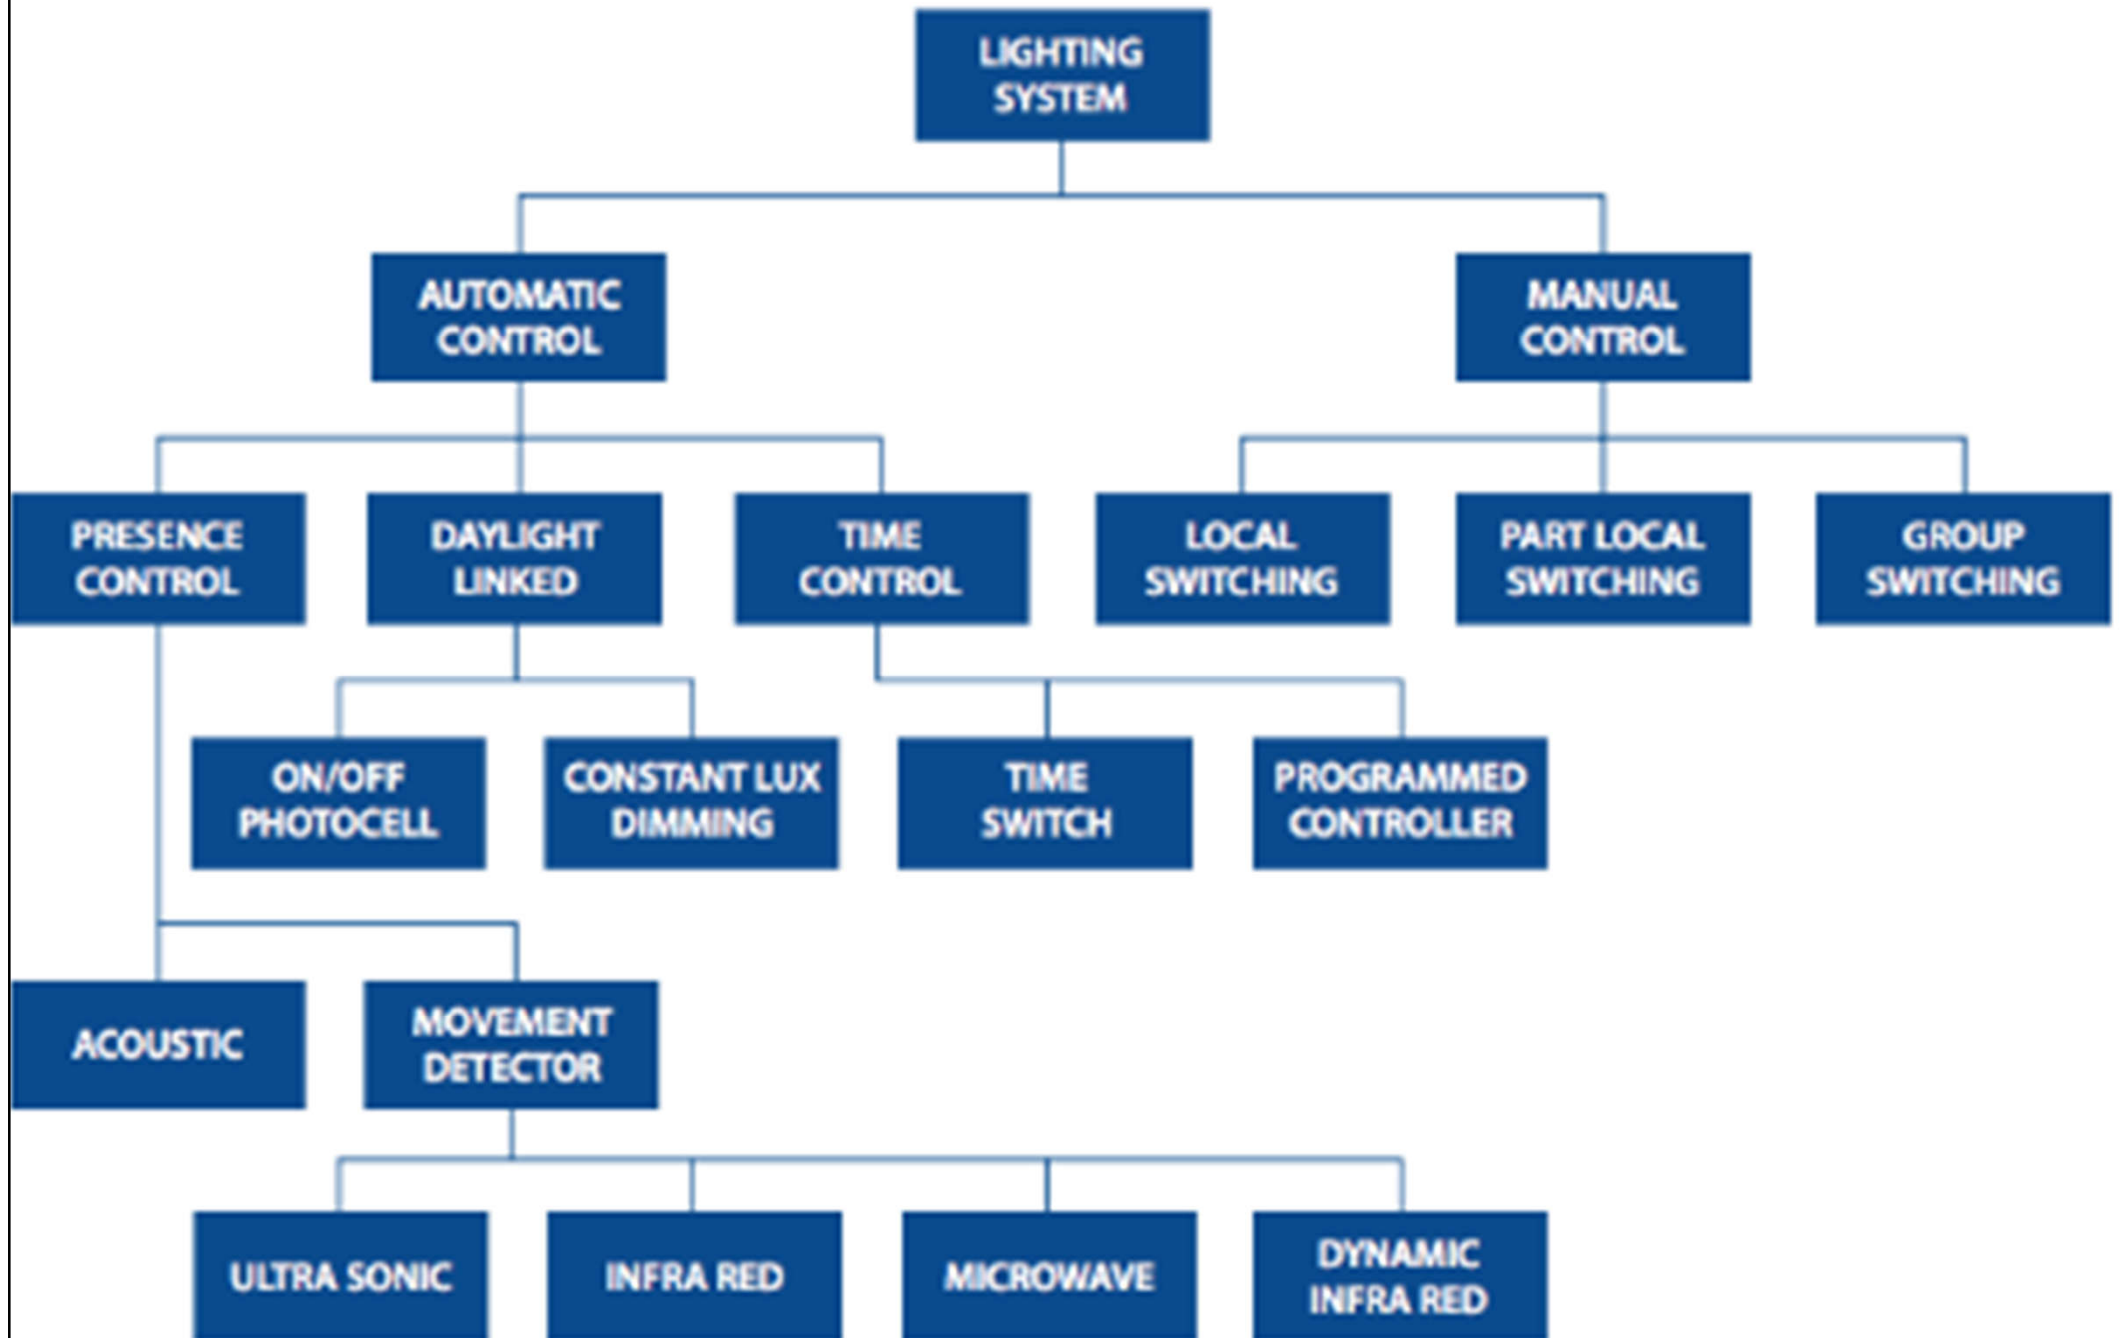 LIGHTING
SYSTEM
AUTOMATIC
CONTROL
MANUAL
CONTROL
PRESENCE
CONTROL
DAYLIGHT
LINKED
TIME
CONTROL
LOCAL
SWITCHING
PART LOCAL
SWITCHING
GROUP
SWITCHING
ON/OFF
PHOTOCELL
CONSTANT LUX
DIMMING
TIME
SWITCH
PROGRAMMED
CONTROLLER
ACOUSTIC
MOVEMENT
DETECTOR
ULTRA SONIC
INFRA RED
MICROWAVE
DYNAMIC
INFRA RED